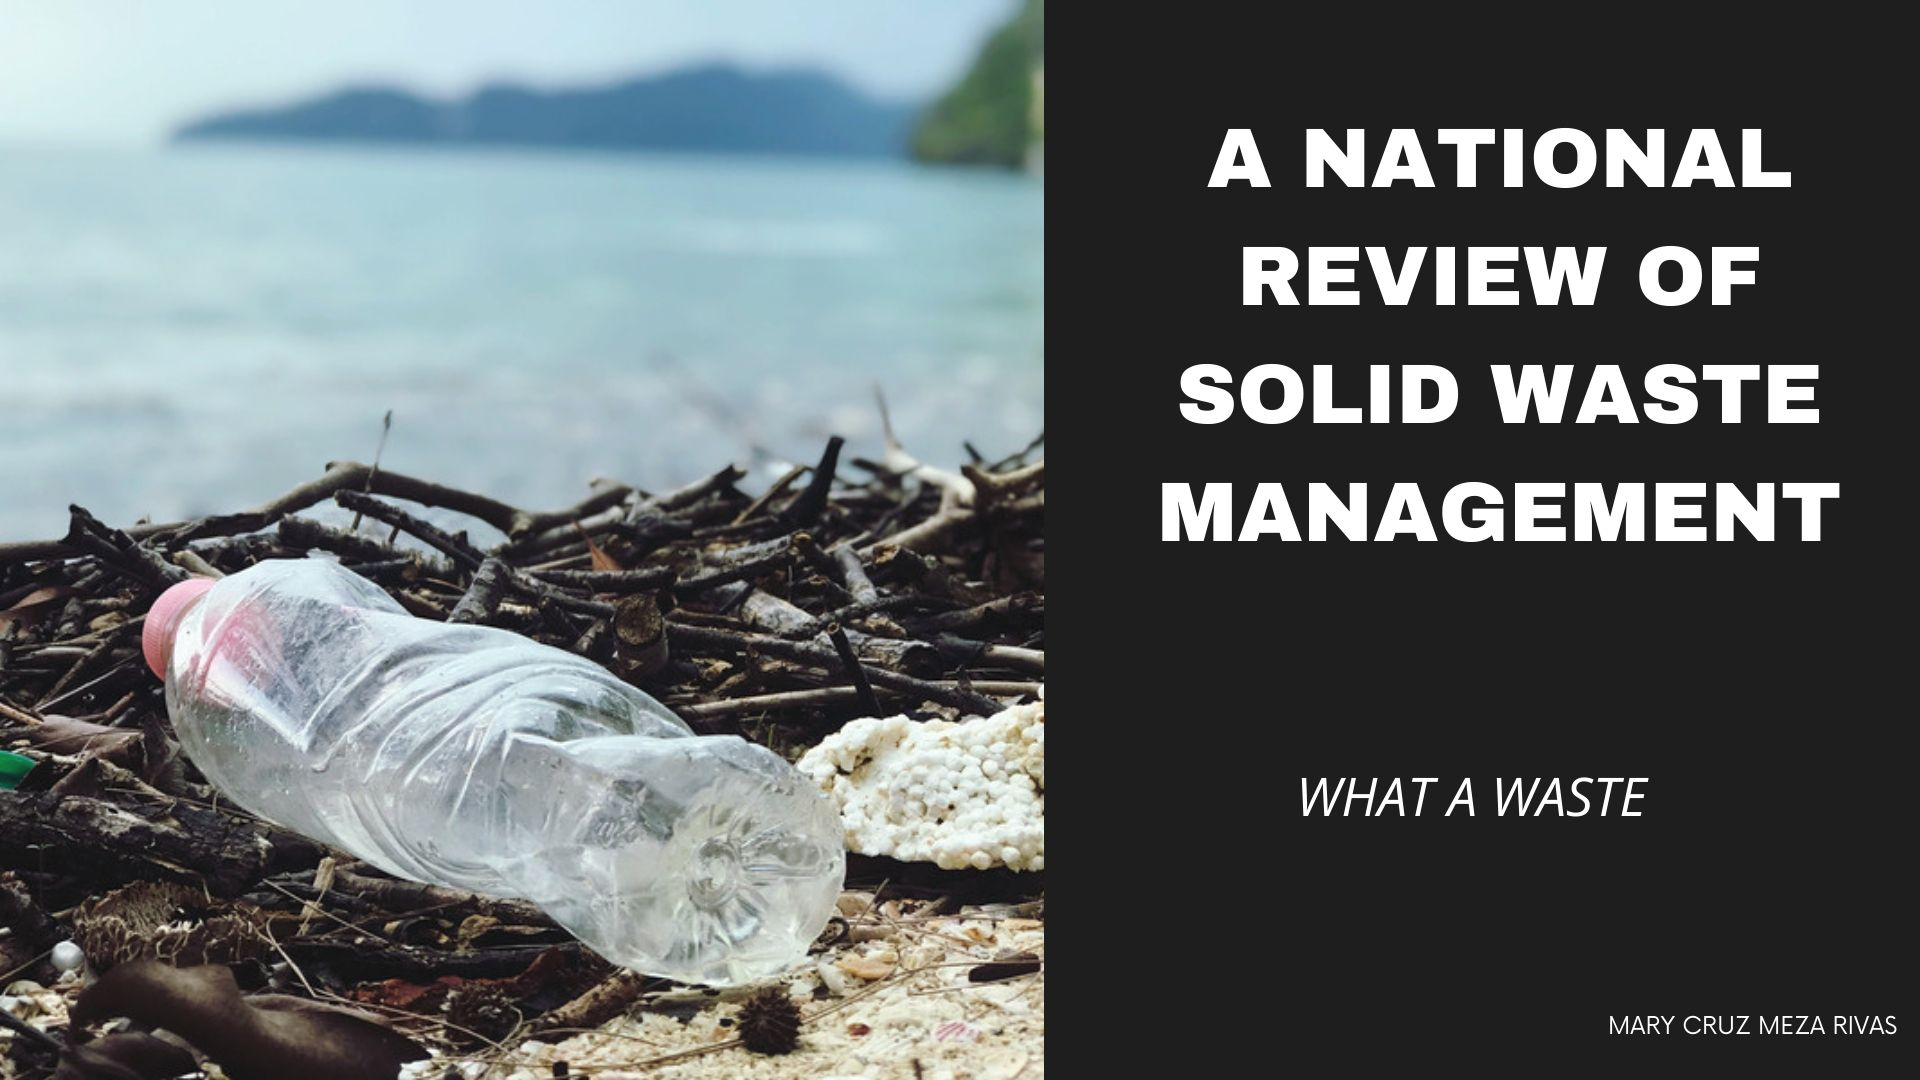 A NATIONAL
REVIEW OF
SOLID WASTE
MANAGEMENT
WHAT A WASTE
MARY CRUZ MEZA RIVAS